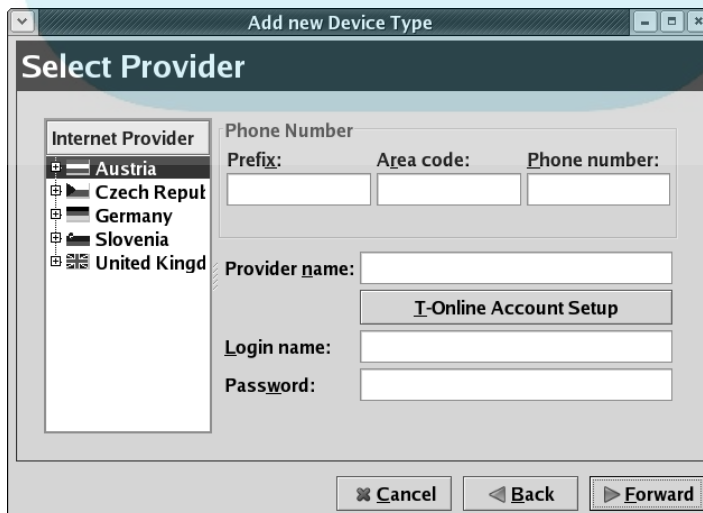 Add new Device Type
Select Provider
Internet Provider
Austria
Czech Repub
Germany
Slovenia
United Kingd
Phone Number
Prefix:
Area code:
Phone number:
Provider name:
T-Online Account Setup
Login name:
Password:
Cancel
Back
Forward